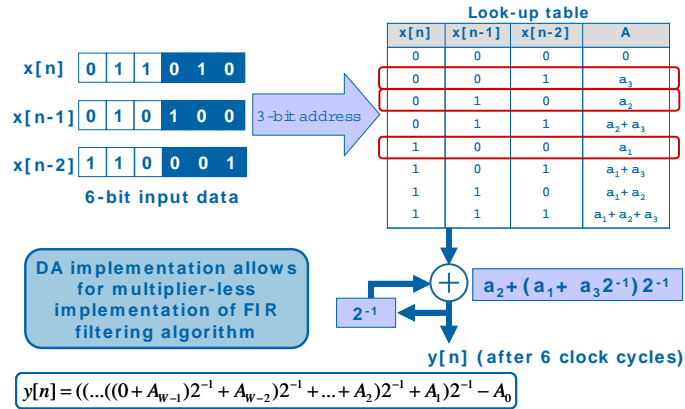 Look-up table
x[n] x[n-1] x[n-2] A
0 0 0 0
0 0 1 a₃
0 1 0 a₂
0 1 1 a₂+a₃
1 0 0 a₁
1 0 1 a₁+a₃
1 1 0 a₁+a₂
1 1 1 a₁+a₂+a₃
x[n] 0 1 1 0 1 0
x[n-1] 0 1 0 1 0 0
x[n-2] 1 1 0 0 0 1
6-bit input data
3-bit address
DA implementation allows
for multiplier-less
implementation of FIR
filtering algorithm
+
a₂+(a₁+ a₃2⁻¹)2⁻¹
2⁻¹
y[n] (after 6 clock cycles)
y[n] = ((...((0 + A_{W-1})2⁻¹ + A_{W-2})2⁻¹ + ... + A₂)2⁻¹ + A₁)2⁻¹ − A₀